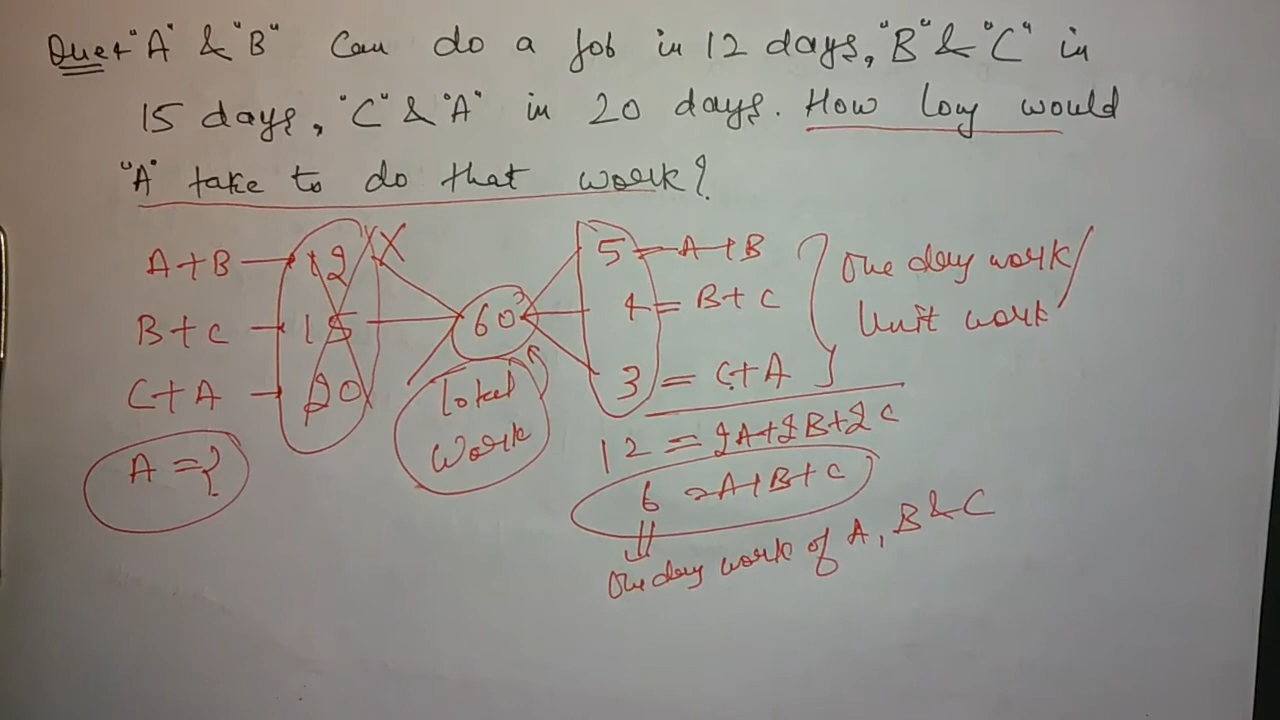 Que+ "A" & "B" Can do a job in 12 days, "B" & "C" in
15 days, "C" & "A" in 20 days. How long would
"A" take to do that work?
A+B — 12 5 — A+B
B+C — 15 60 4 = B+C One day work/
Unit work
C+A — 20 3 = C+A
Total
Work
12 = 2A+2B+2C
A = ?
6 = A+B+C
One day work of A, B & C